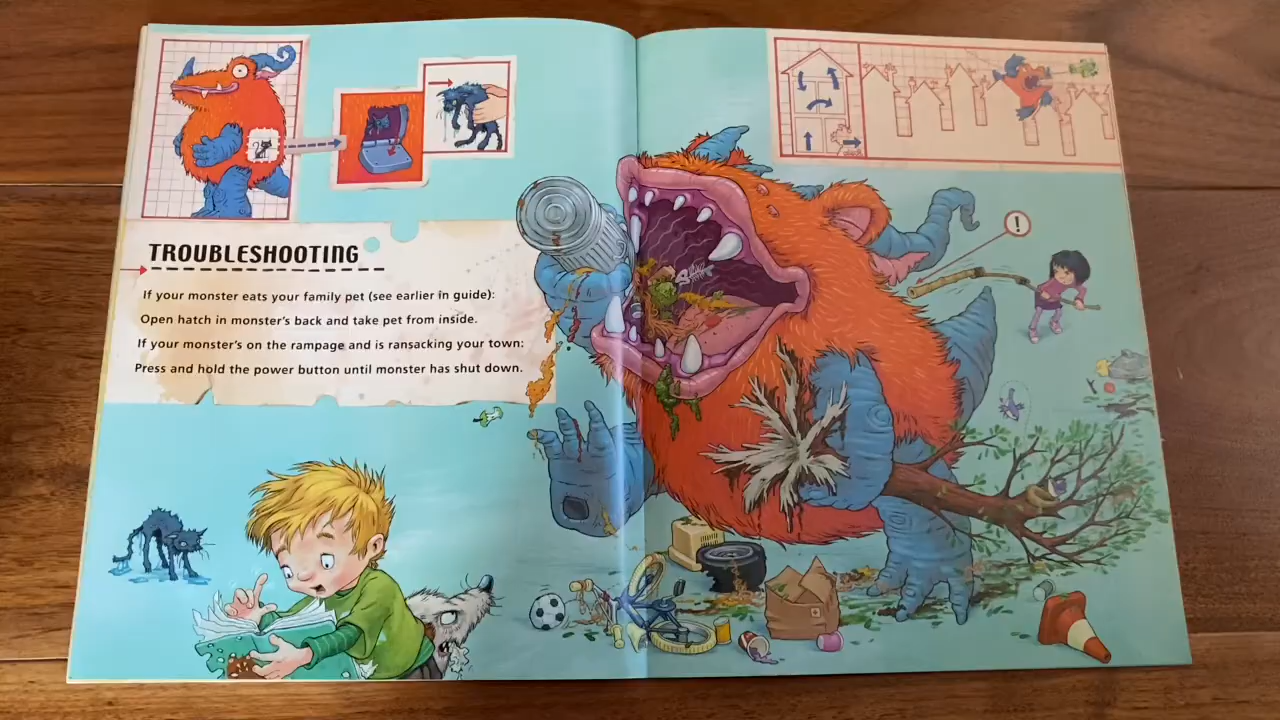 TROUBLESHOOTING
If your monster eats your family pet (see earlier in guide):
Open hatch in monster's back and take pet from inside.
If your monster's on the rampage and is ransacking your town:
Press and hold the power button until monster has shut down.
!